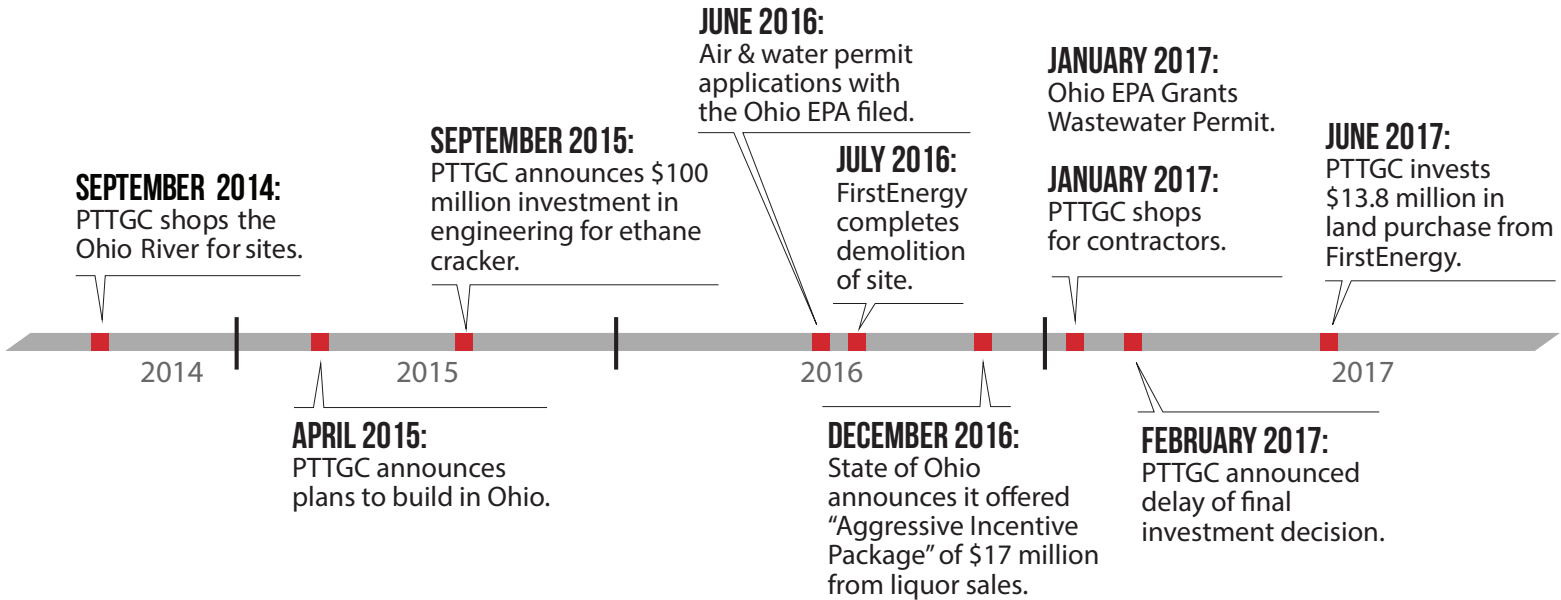 SEPTEMBER 2014:
PTTGC shops the
Ohio River for sites.
APRIL 2015:
PTTGC announces
plans to build in Ohio.
SEPTEMBER 2015:
PTTGC announces $100
million investment in
engineering for ethane
cracker.
JUNE 2016:
Air & water permit
applications with
the Ohio EPA filed.
JULY 2016:
FirstEnergy
completes
demolition
of site.
DECEMBER 2016:
State of Ohio
announces it offered
“Aggressive Incentive
Package” of $17 million
from liquor sales.
JANUARY 2017:
Ohio EPA Grants
Wastewater Permit.
JANUARY 2017:
PTTGC shops
for contractors.
FEBRUARY 2017:
PTTGC announced
delay of final
investment decision.
JUNE 2017:
PTTGC invests
$13.8 million in
land purchase from
FirstEnergy.
2014
2015
2016
2017